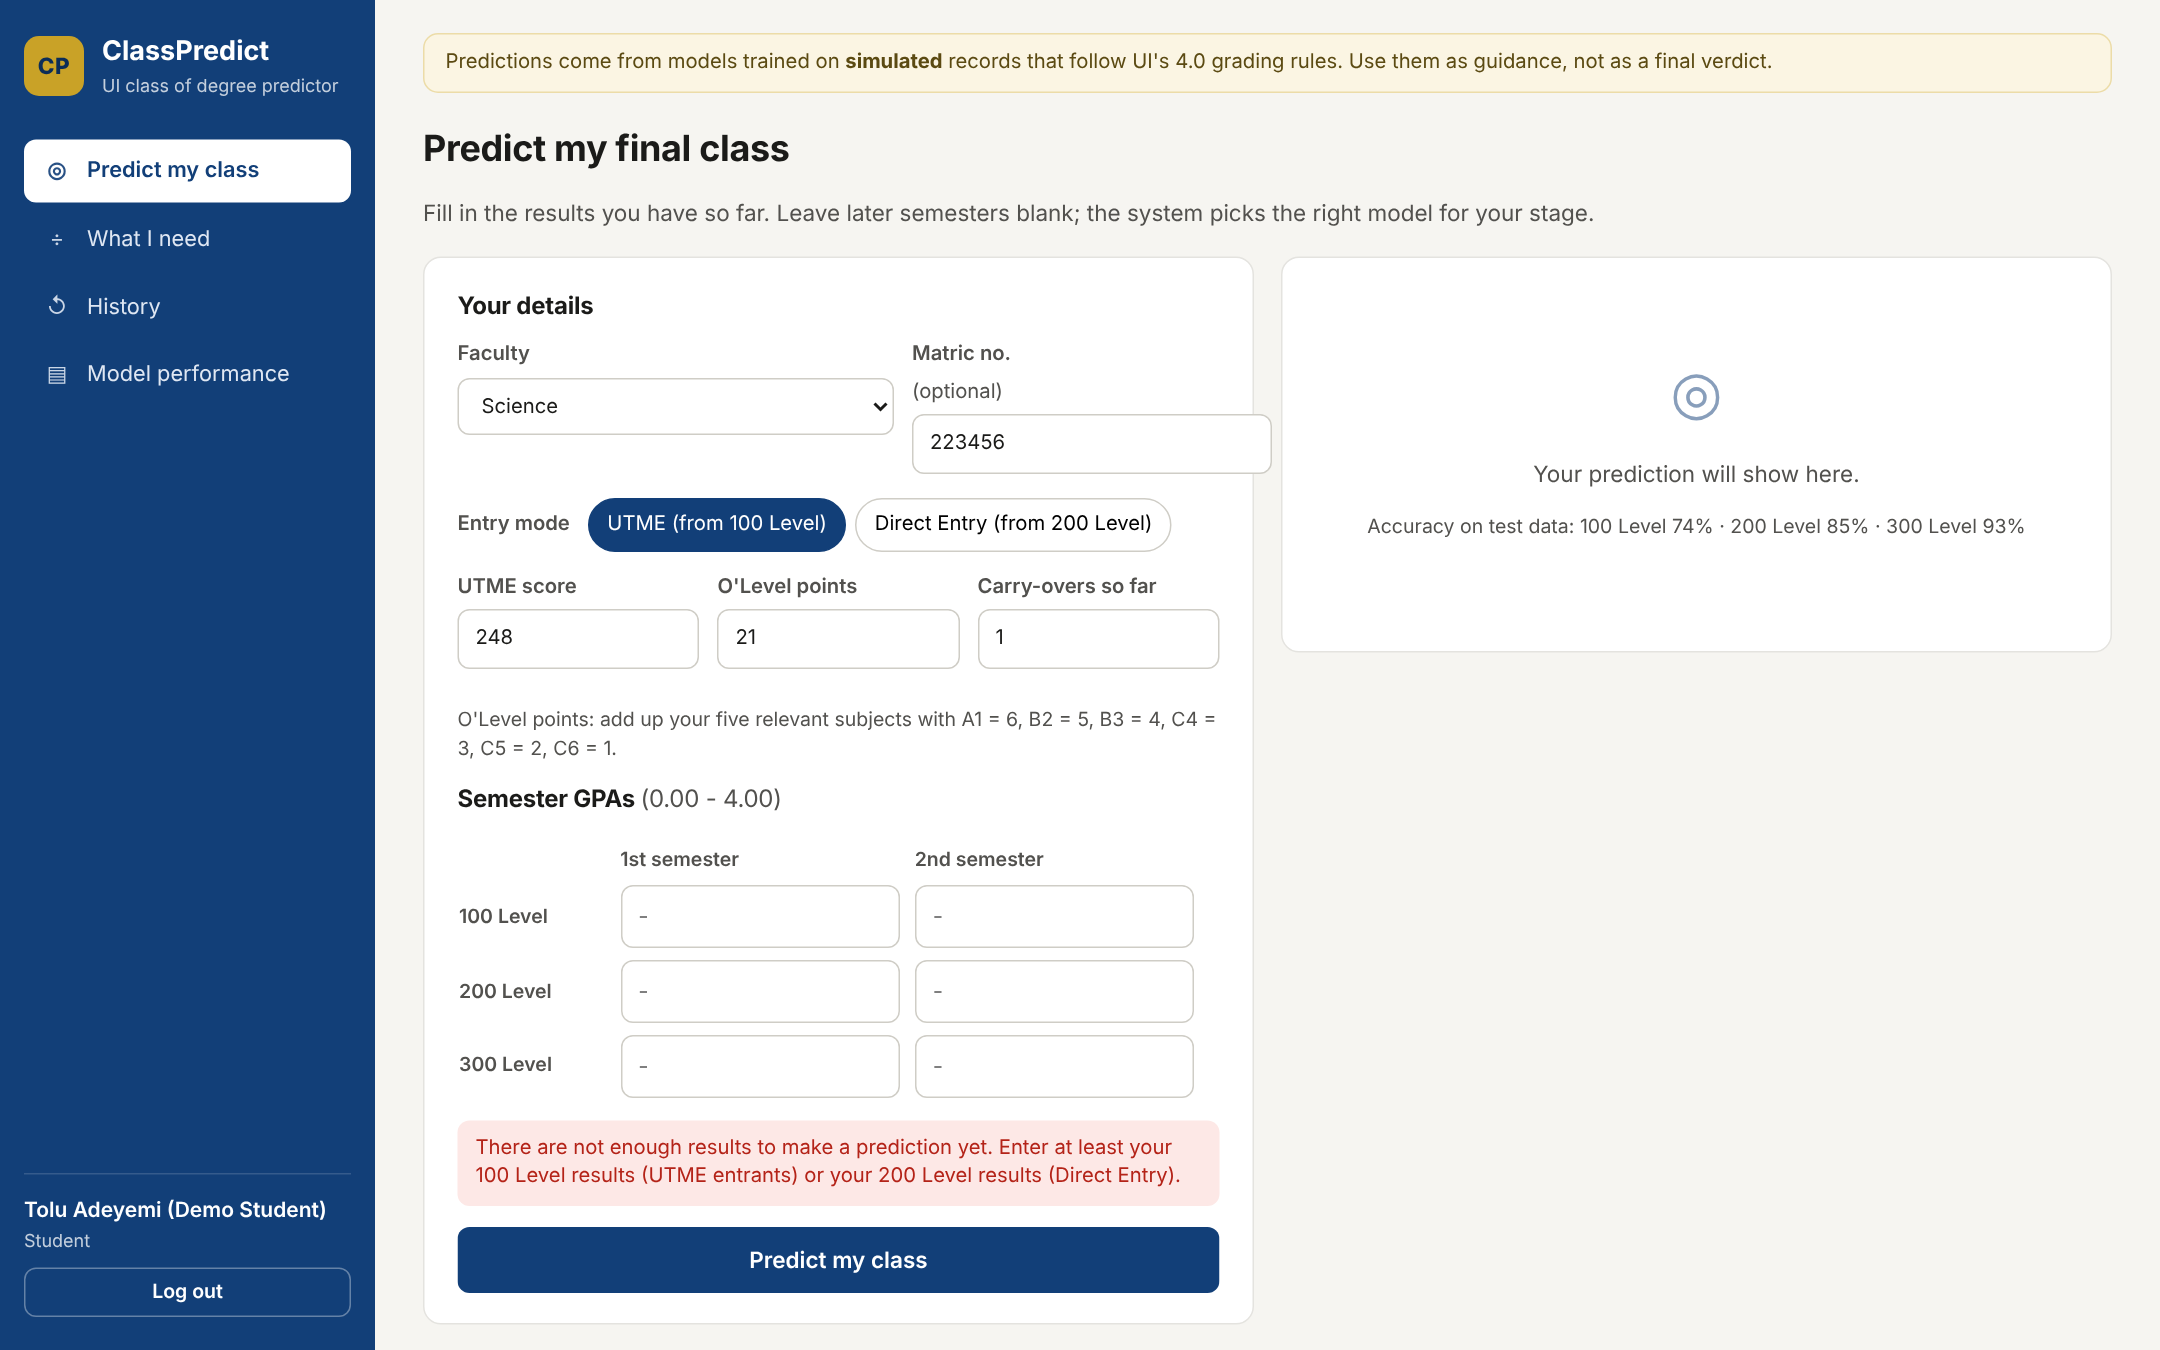 CP
ClassPredict
UI class of degree predictor
Predict my class
What I need
History
Model performance
Tolu Adeyemi (Demo Student)
Student
Log out
Predictions come from models trained on simulated records that follow UI's 4.0 grading rules. Use them as guidance, not as a final verdict.
Predict my final class
Fill in the results you have so far. Leave later semesters blank; the system picks the right model for your stage.
Your details
Faculty
Science
Matric no.
(optional)
223456
Entry mode
UTME (from 100 Level)
Direct Entry (from 200 Level)
UTME score
O'Level points
Carry-overs so far
248
21
1
O'Level points: add up your five relevant subjects with A1 = 6, B2 = 5, B3 = 4, C4 =
3, C5 = 2, C6 = 1.
Semester GPAs (0.00 - 4.00)
1st semester
2nd semester
100 Level
–
–
200 Level
–
–
300 Level
–
–
There are not enough results to make a prediction yet. Enter at least your
100 Level results (UTME entrants) or your 200 Level results (Direct Entry).
Predict my class
Your prediction will show here.
Accuracy on test data: 100 Level 74% · 200 Level 85% · 300 Level 93%